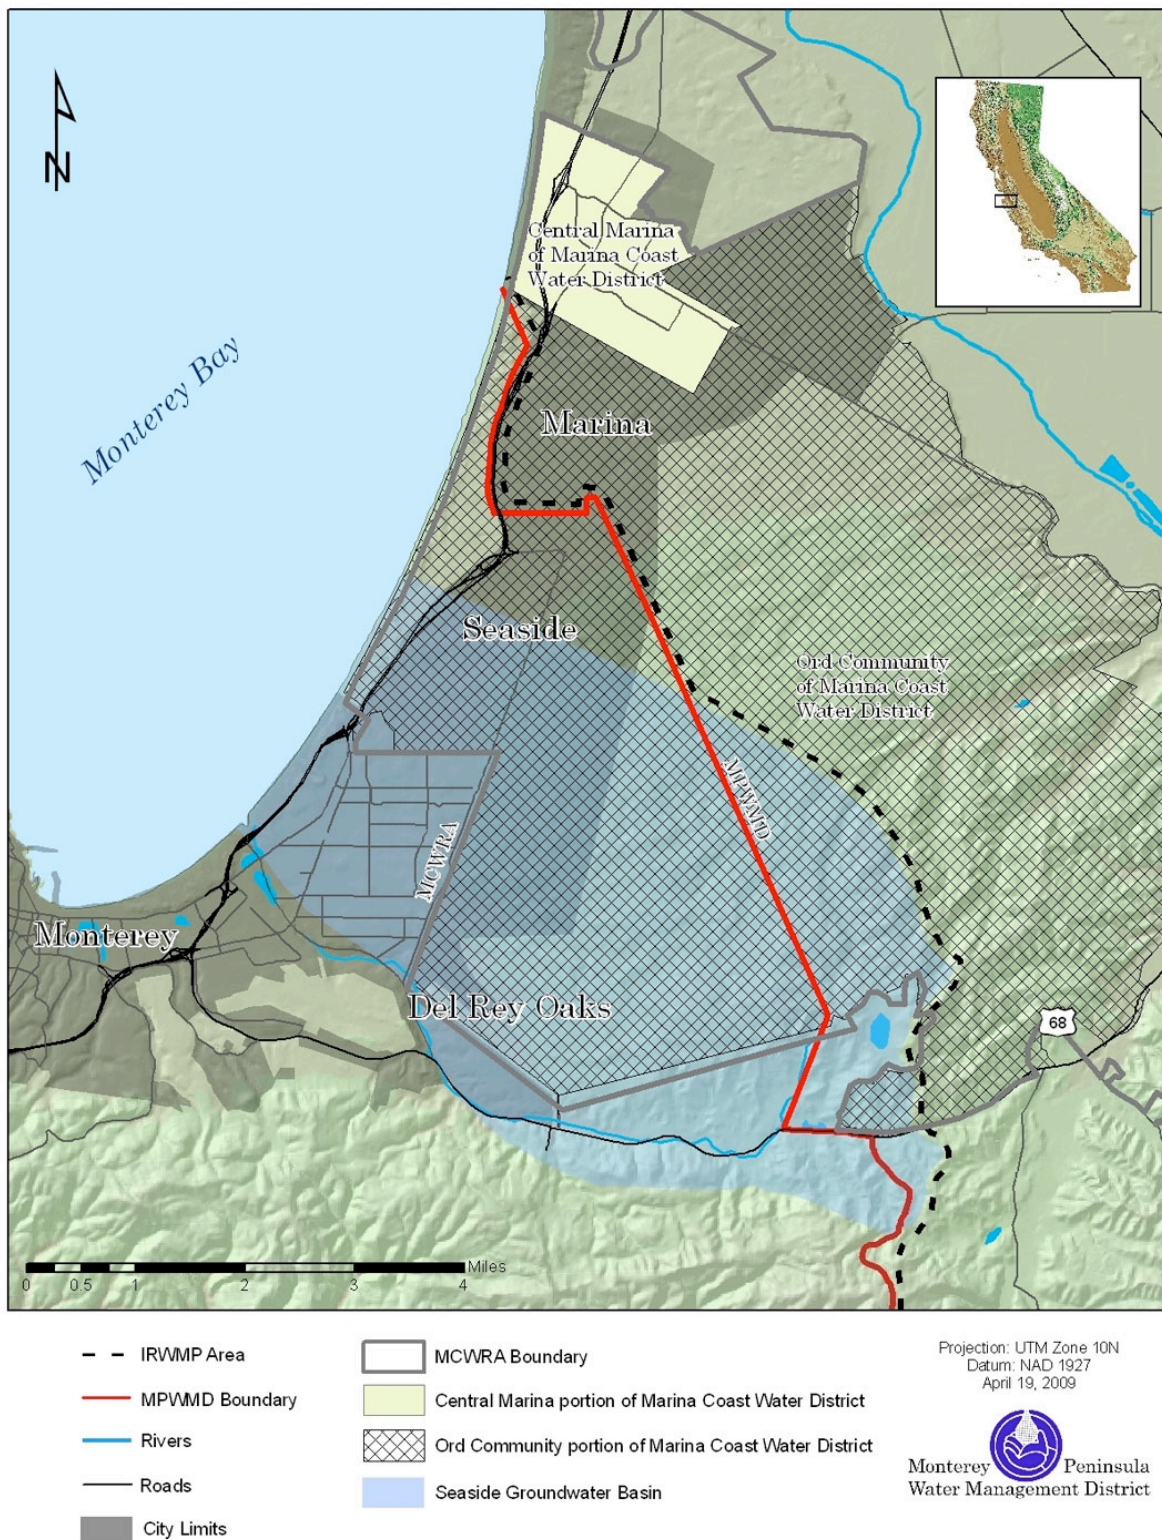 N
Central Marina
of Marina Coast
Water District
Monterey Bay
Marina
Seaside
Ord Community
of Marina Coast
Water District
MPWMD
MCWRA
Monterey
Del Rey Oaks
68
Miles
0 0.5 1 2 3 4
IRWMP Area
MPWMD Boundary
Rivers
Roads
City Limits
MCWRA Boundary
Central Marina portion of Marina Coast Water District
Ord Community portion of Marina Coast Water District
Seaside Groundwater Basin
Projection: UTM Zone 10N
Datum: NAD 1927
April 19, 2009
Monterey Peninsula
Water Management District